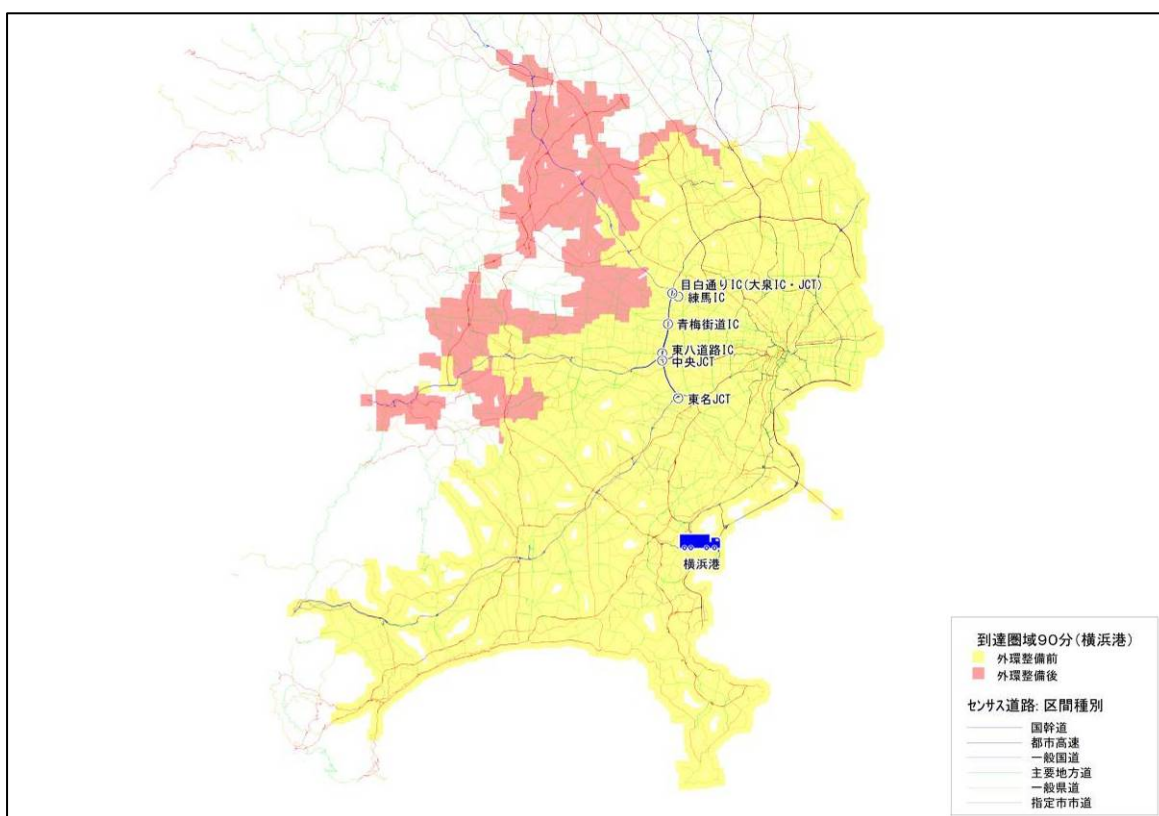 目白通りIC(大泉IC・JCT)
練馬IC
青梅街道IC
東八道路IC
中央JCT
東名JCT
横浜港
到達圏域90分(横浜港)
外環整備前
外環整備後
センサス道路: 区間種別
国幹道
都市高速
一般国道
主要地方道
一般県道
指定市市道